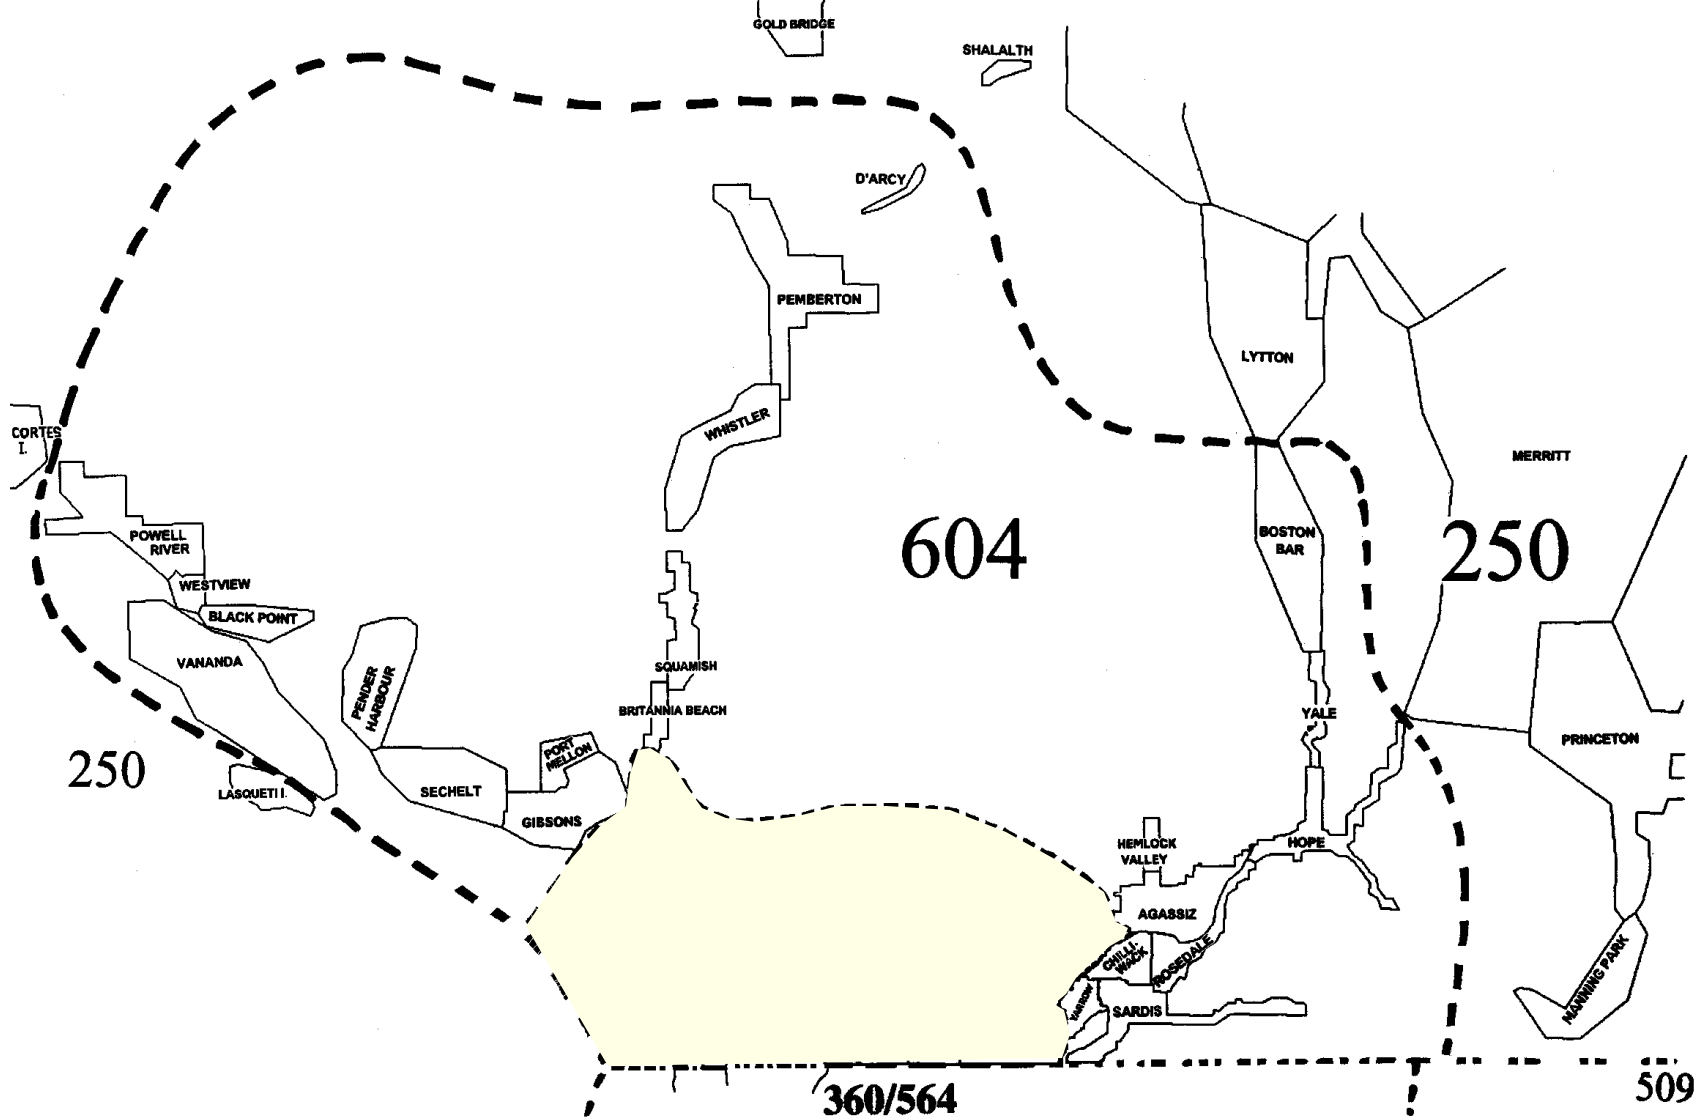 GOLD BRIDGE
SHALALTH
D'ARCY
PEMBERTON
LYTTON
WHISTLER
CORTES
I.
MERRITT
POWELL
RIVER
604
BOSTON
BAR
250
WESTVIEW
BLACK POINT
VANANDA
SQUAMISH
PENDER
HARBOUR
BRITANNIA BEACH
YALE
PRINCETON
PORT
MELLON
250
LASQUETI I.
SECHELT
GIBSONS
HEMLOCK
VALLEY
HOPE
AGASSIZ
CHILLI-
WACK
ROSEDALE
MANNING PARK
YARROW
SARDIS
360/564
509